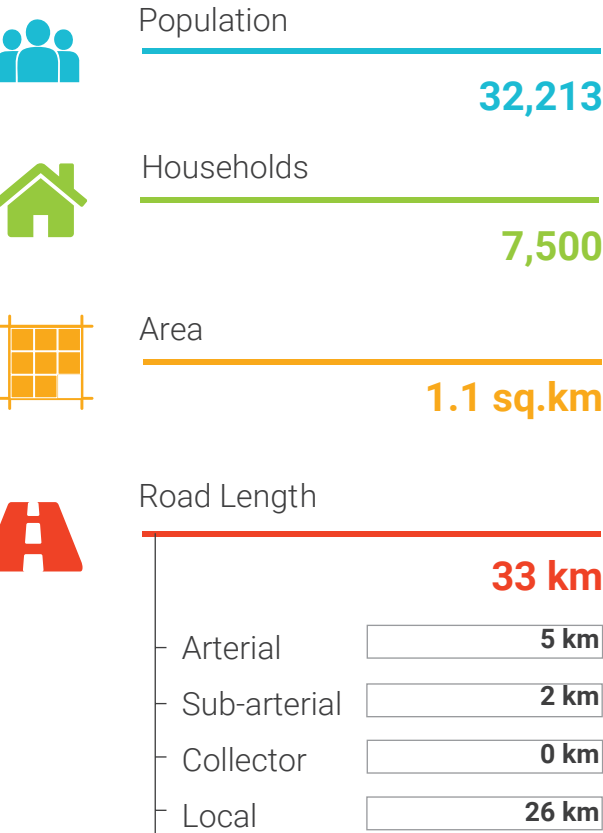 Population
32,213
Households
7,500
Area
1.1 sq.km
Road Length
33 km
Arterial 5 km
Sub-arterial 2 km
Collector 0 km
Local 26 km